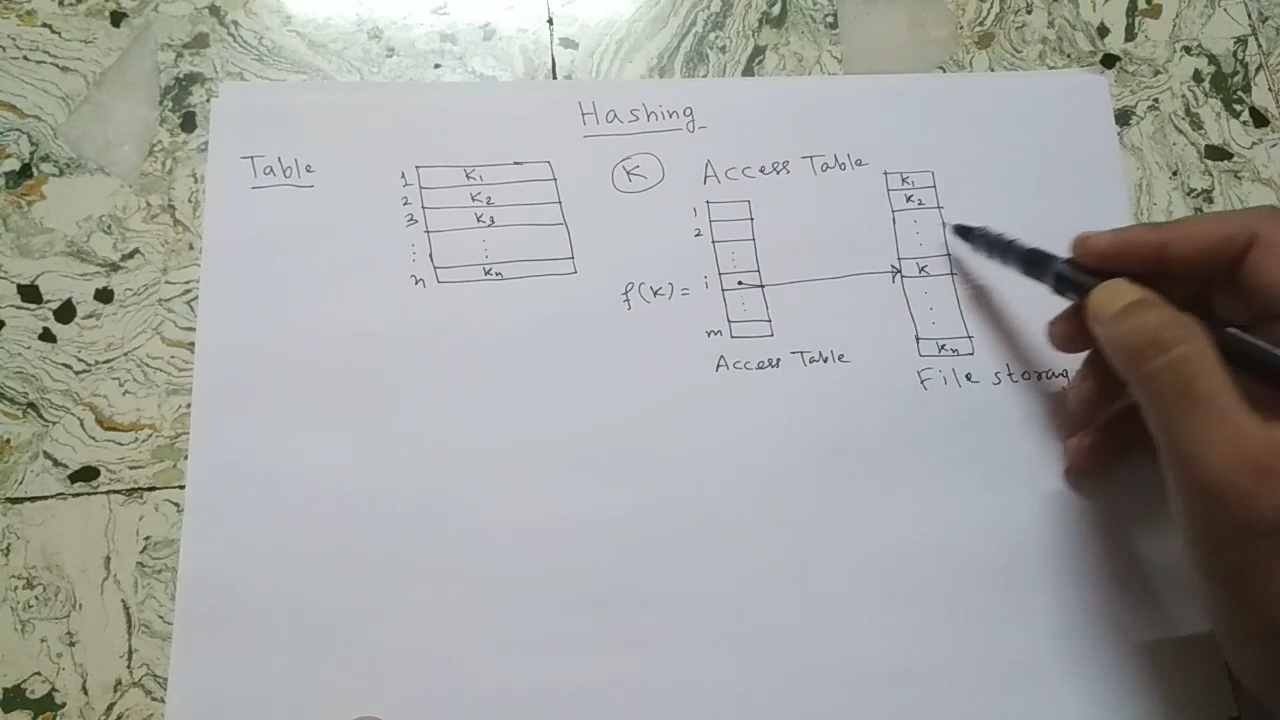 Hashing
Table
1 K1
2 K2
3 K3
⋮ ⋮
n Kn
K
Access Table
1
2
⋮
f(K) = i
⋮
m
Access Table
K1
K2
⋮
K
⋮
Kn
File storag